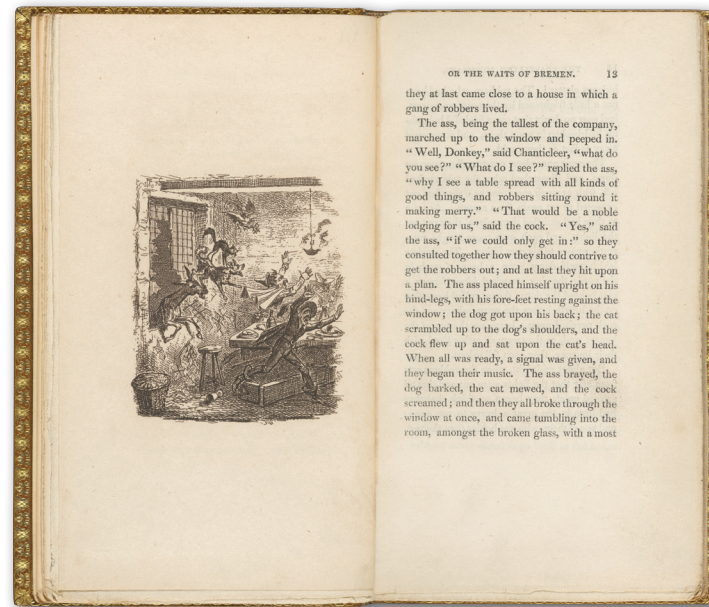 OR THE WAITS OF BREMEN. 13
they at last came close to a house in which a
gang of robbers lived.
The ass, being the tallest of the company,
marched up to the window and peeped in.
“ Well, Donkey,” said Chanticleer, “what do
you see?” “What do I see?” replied the ass,
“why I see a table spread with all kinds of
good things, and robbers sitting round it
making merry.” “That would be a noble
lodging for us,” said the cock. “Yes,” said
the ass, “if we could only get in:” so they
consulted together how they should contrive to
get the robbers out; and at last they hit upon
a plan. The ass placed himself upright on his
hind-legs, with his fore-feet resting against the
window; the dog got upon his back; the cat
scrambled up to the dog's shoulders, and the
cock flew up and sat upon the cat's head.
When all was ready, a signal was given, and
they began their music. The ass brayed, the
dog barked, the cat mewed, and the cock
screamed; and then they all broke through the
window at once, and came tumbling into the
room, amongst the broken glass, with a most